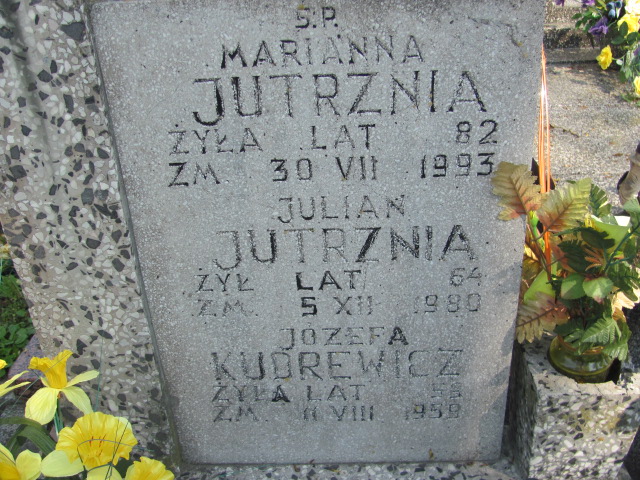 Ś.P.
MARIANNA
JUTRZNIA
ŻYŁA LAT 82
ZM. 30 VII 1993
JULIAN
JUTRZNIA
ŻYŁ LAT 64
ZM. 5 XII 1980
JÓZEFA
KUDREWICZ
ŻYŁA LAT
ZM. 11 VIII 1959